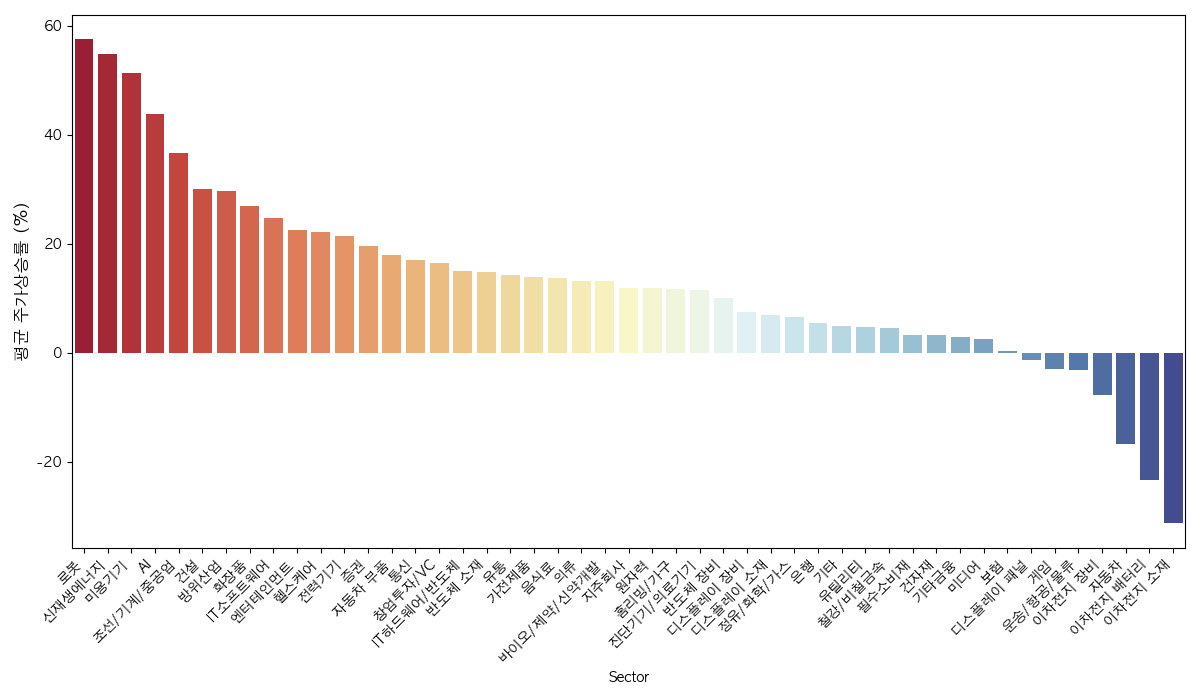 평균 주가상승률 (%)
60
40
20
0
-20
로봇
신재생에너지
미용기기
AI
조선/기계/중공업
건설
방위산업
화장품
IT소프트웨어
엔터테인먼트
헬스케어
전력기기
증권
자동차 부품
통신
창업투자/VC
IT하드웨어/반도체
반도체 소재
유통
가전제품
음식료
의류
바이오/제약/신약개발
지주회사
원자력
홈리빙/가구
진단기기/의료기기
반도체 장비
디스플레이 장비
디스플레이 소재
정유/화학/가스
은행
기타
유틸리티
철강/비철금속
필수소비재
건자재
기타금융
미디어
보험
디스플레이 패널
게임
운송/항공/물류
이차전지 장비
자동차
이차전지 배터리
이차전지 소재
Sector